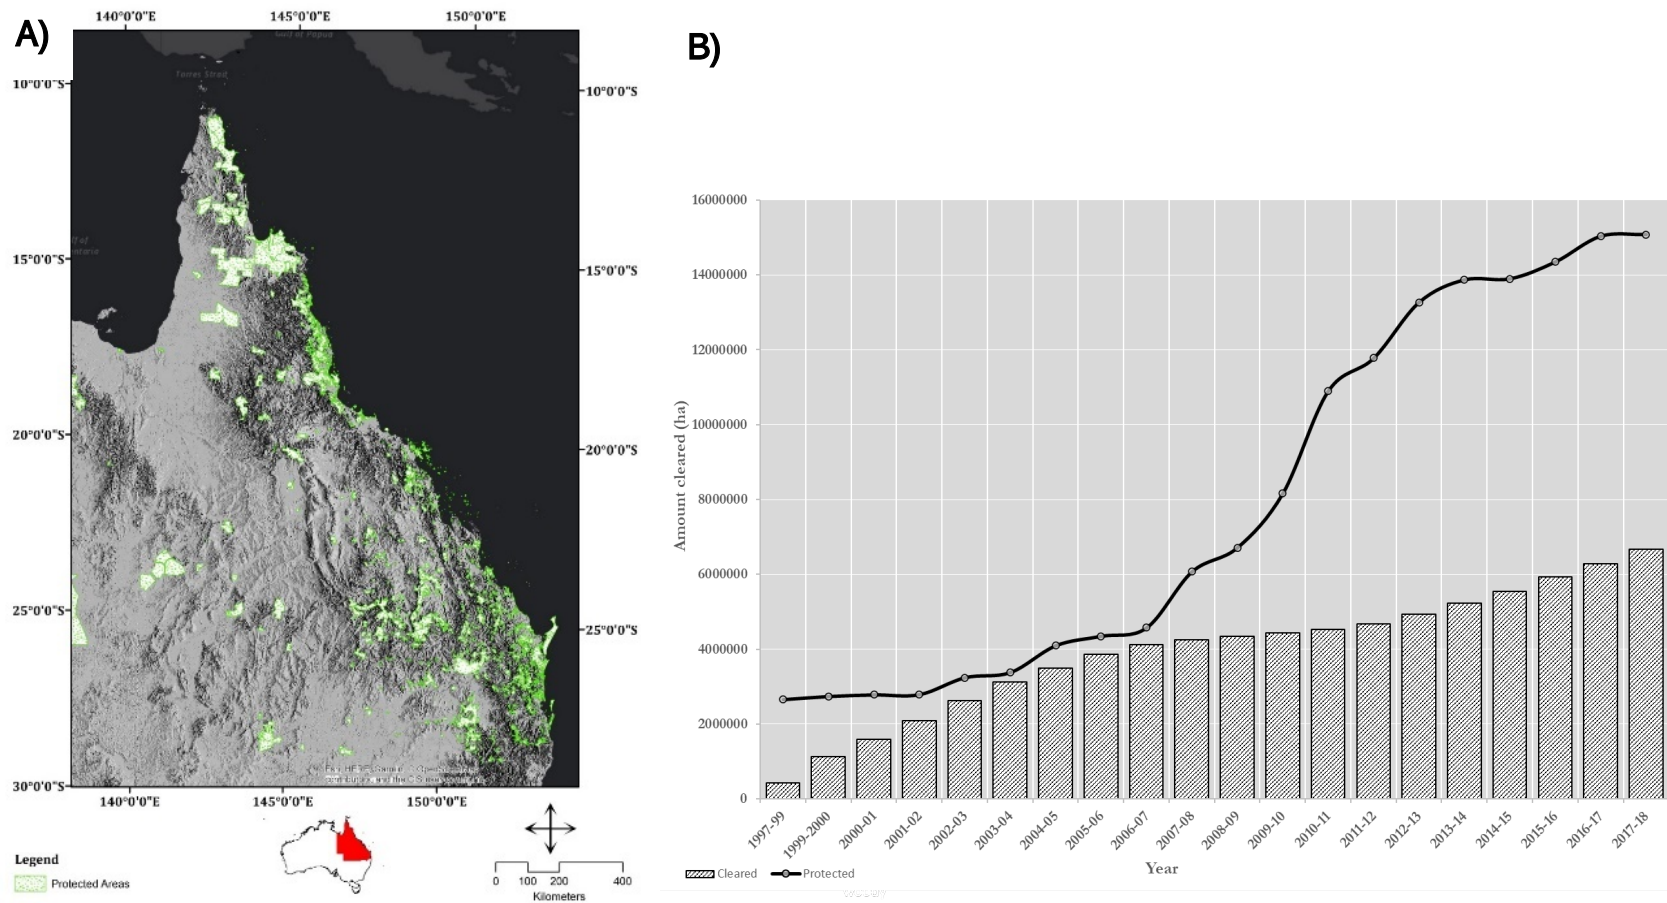 A)
140°0'0"E 145°0'0"E 150°0'0"E
Gulf of Papua
Torres Strait
10°0'0"S
10°0'0"S
15°0'0"S
15°0'0"S
20°0'0"S
20°0'0"S
25°0'0"S
25°0'0"S
30°0'0"S
140°0'0"E 145°0'0"E 150°0'0"E
Legend
Protected Areas
0 100 200 400
Kilometers
B)
16000000
14000000
12000000
10000000
8000000
6000000
4000000
2000000
0
Amount cleared (ha)
1997-99 1999-2000 2000-01 2001-02 2002-03 2003-04 2004-05 2005-06 2006-07 2007-08 2008-09 2009-10 2010-11 2011-12 2012-13 2013-14 2014-15 2015-16 2016-17 2017-18
Year
Cleared Protected